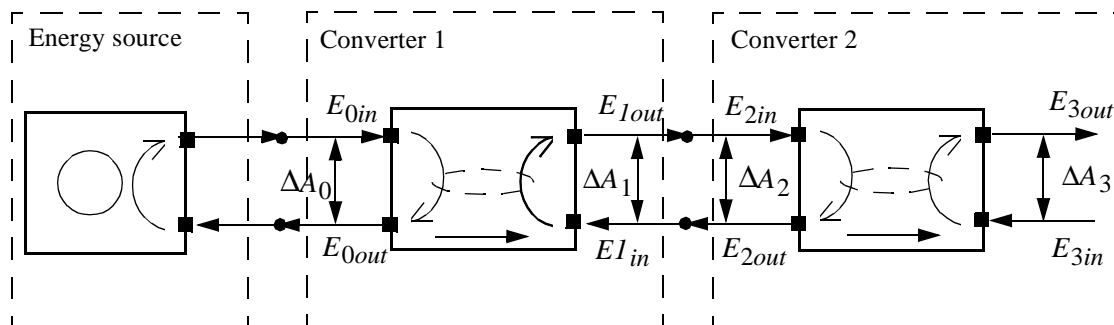 Energy source
Converter 1
Converter 2
E0in
E1out
E2in
E3out
ΔA0
ΔA1
ΔA2
ΔA3
E0out
E1in
E2out
E3in